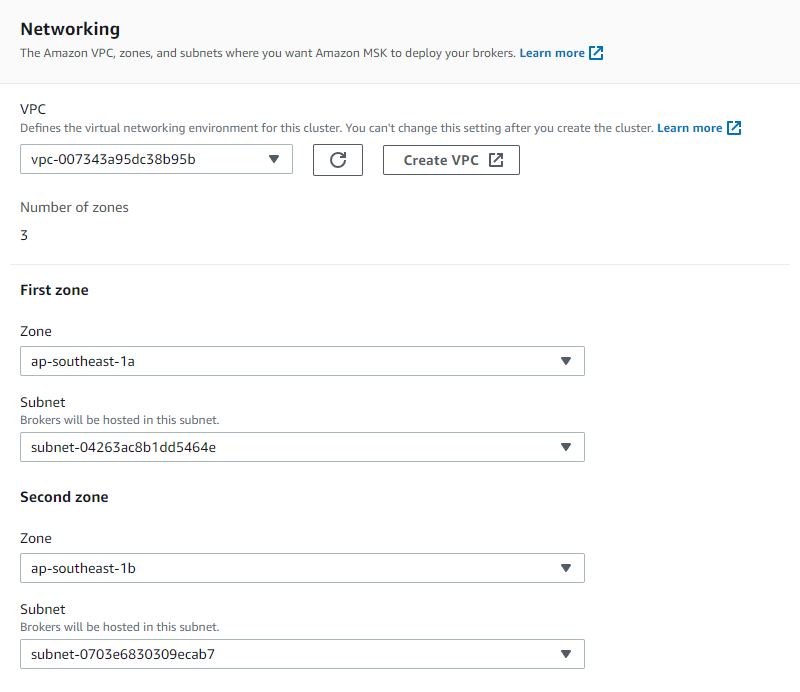 Networking
The Amazon VPC, zones, and subnets where you want Amazon MSK to deploy your brokers. Learn more
VPC
Defines the virtual networking environment for this cluster. You can't change this setting after you create the cluster. Learn more
vpc-007343a95dc38b95b
Create VPC
Number of zones
3
First zone
Zone
ap-southeast-1a
Subnet
Brokers will be hosted in this subnet.
subnet-04263ac8b1dd5464e
Second zone
Zone
ap-southeast-1b
Subnet
Brokers will be hosted in this subnet.
subnet-0703e6830309ecab7